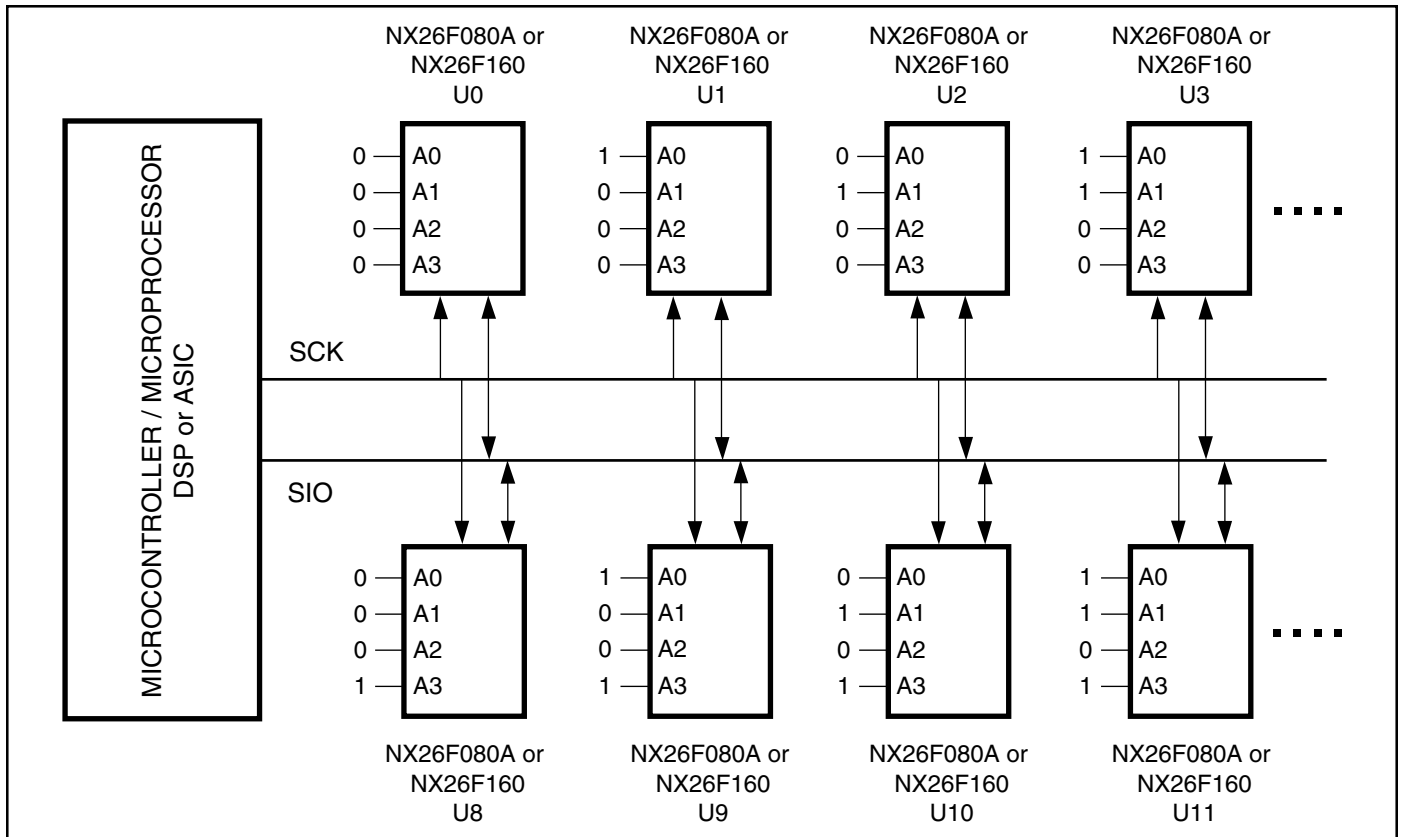 NX26F080A or
NX26F160
U0
NX26F080A or
NX26F160
U1
NX26F080A or
NX26F160
U2
NX26F080A or
NX26F160
U3
MICROCONTROLLER / MICROPROCESSOR
DSP or ASIC
0 A0
0 A1
0 A2
0 A3
1 A0
0 A1
0 A2
0 A3
0 A0
1 A1
0 A2
0 A3
1 A0
1 A1
0 A2
0 A3
SCK
SIO
0 A0
0 A1
0 A2
1 A3
1 A0
0 A1
0 A2
1 A3
0 A0
1 A1
0 A2
1 A3
1 A0
1 A1
0 A2
1 A3
NX26F080A or
NX26F160
U8
NX26F080A or
NX26F160
U9
NX26F080A or
NX26F160
U10
NX26F080A or
NX26F160
U11